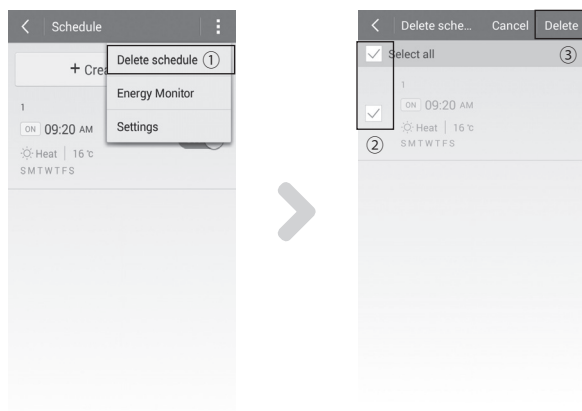 Schedule
+ Crea
Delete schedule ①
Energy Monitor
Settings
1
ON 09:20 AM
Heat | 16 °c
SMTWTFS
Delete sche... Cancel Delete
Select all
③
1
ON 09:20 AM
Heat | 16 °c
②
SMTWTFS